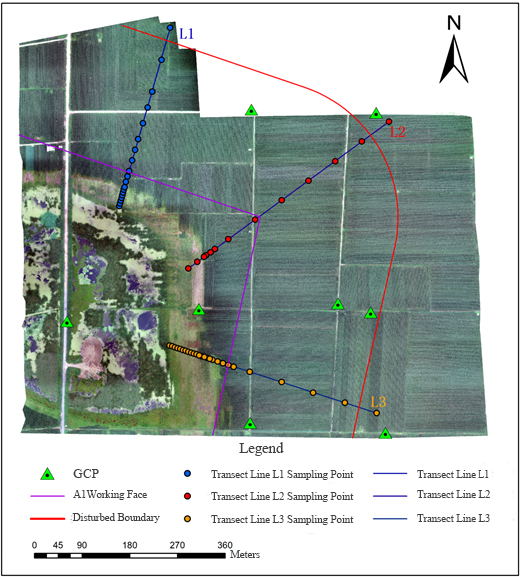 N
L1
L2
L3
Legend
GCP Transect Line L1 Sampling Point Transect Line L1
A1Working Face Transect Line L2 Sampling Point Transect Line L2
Disturbed Boundary Transect Line L3 Sampling Point Transect Line L3
0 45 90 180 270 360
Meters